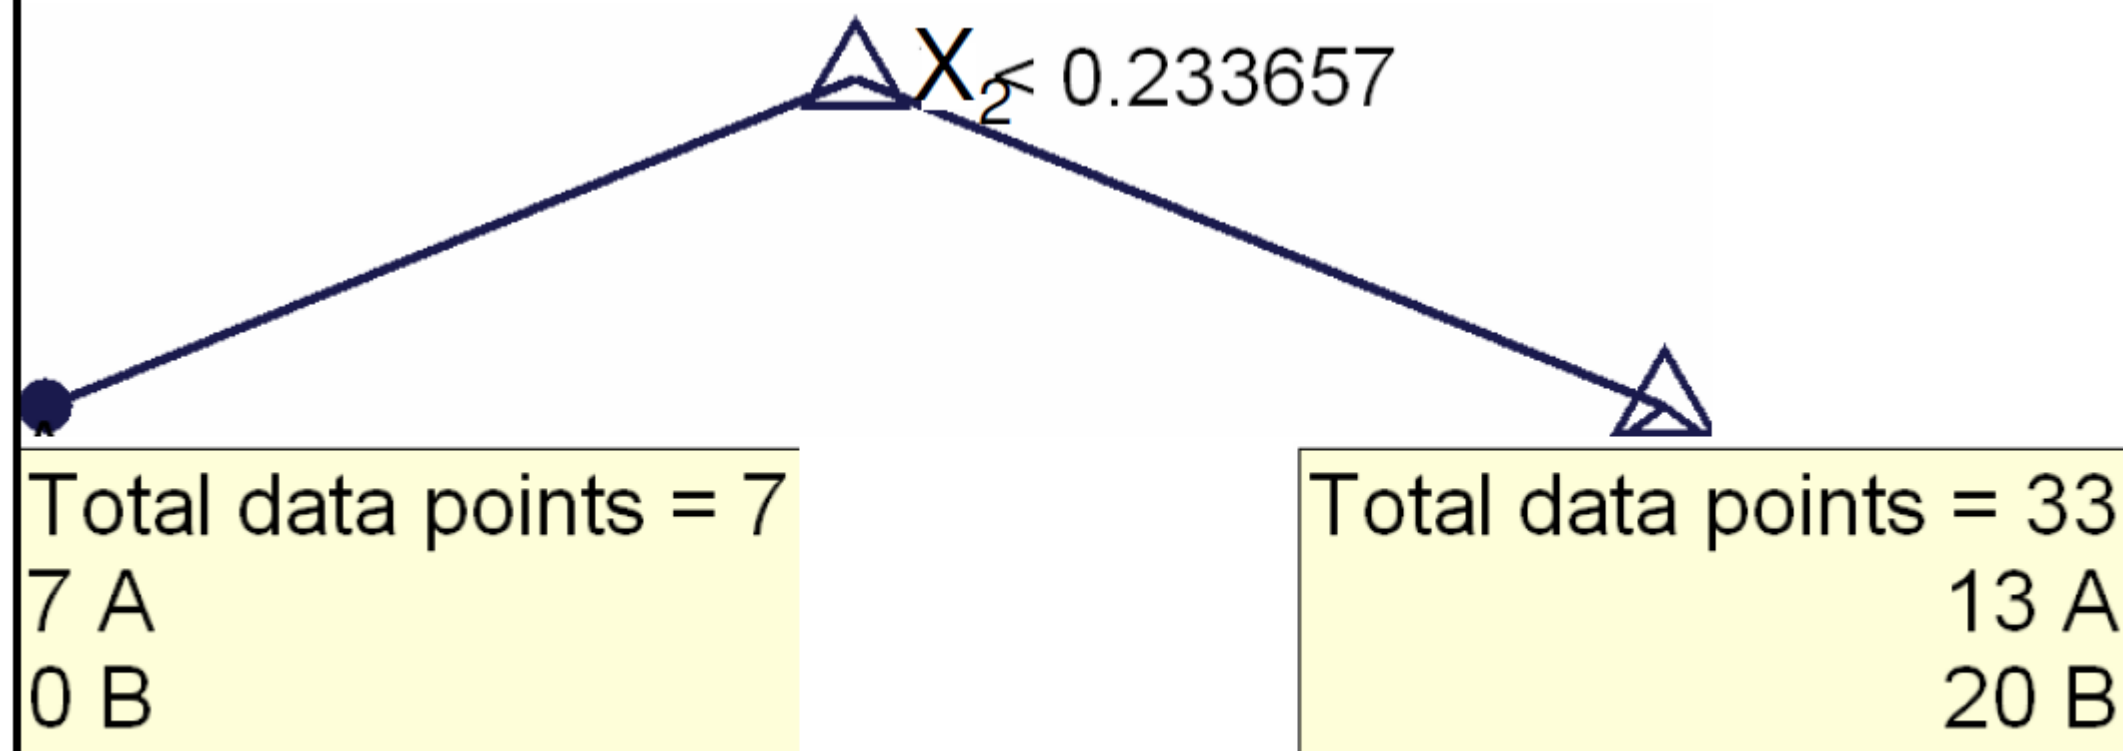 X₂< 0.233657
Total data points = 7
7 A
0 B
Total data points = 33
13 A
20 B